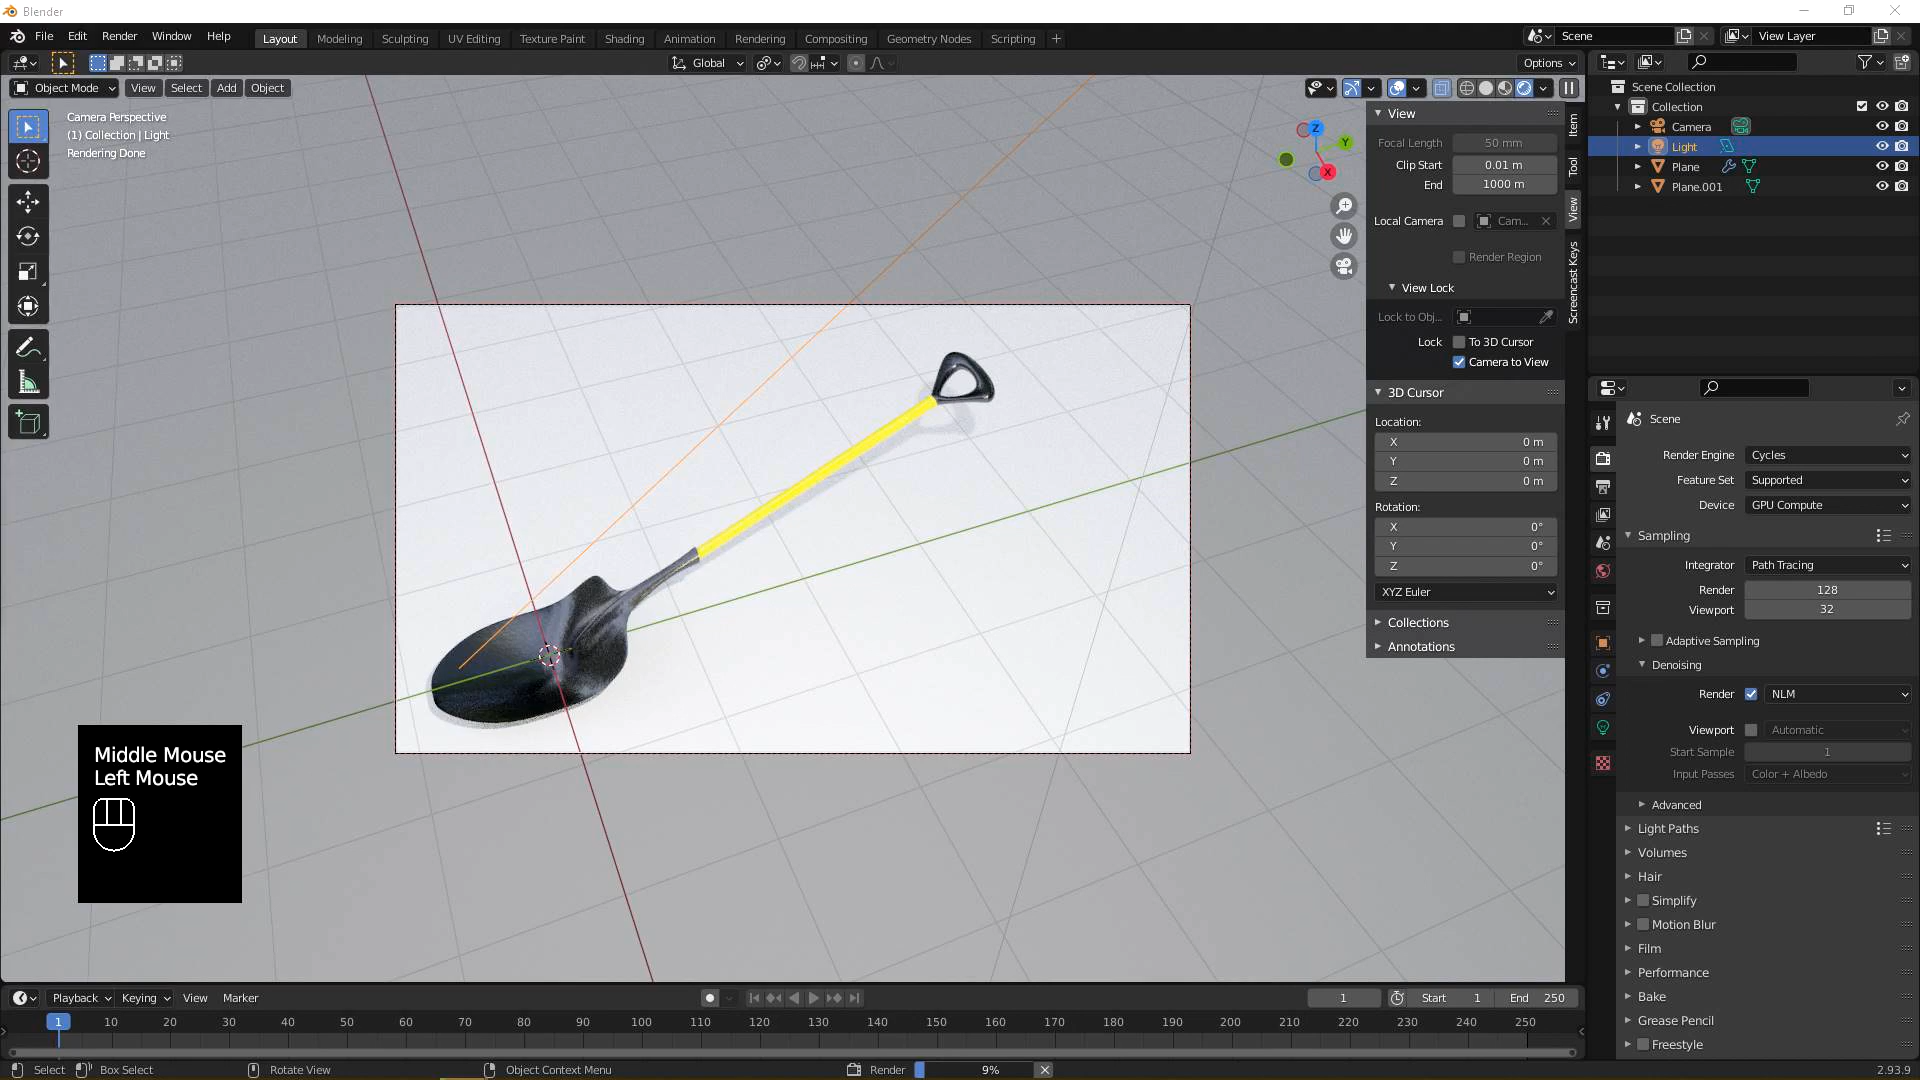 Blender
File Edit Render Window Help
Layout Modeling Sculpting UV Editing Texture Paint Shading Animation Rendering Compositing Geometry Nodes Scripting +
Scene
View Layer
Global
Options
Object Mode View Select Add Object
Camera Perspective
(1) Collection | Light
Rendering Done
Z
Y
X
View
Focal Length 50 mm
Clip Start 0.01 m
End 1000 m
Local Camera Cam...
Render Region
View Lock
Lock to Obj...
Lock To 3D Cursor
Camera to View
3D Cursor
Location:
X 0 m
Y 0 m
Z 0 m
Rotation:
X 0°
Y 0°
Z 0°
XYZ Euler
Collections
Annotations
Item
Tool
View
Screencast Keys
Scene Collection
Collection
Camera
Light
Plane
Plane.001
Scene
Render Engine Cycles
Feature Set Supported
Device GPU Compute
Sampling
Integrator Path Tracing
Render 128
Viewport 32
Adaptive Sampling
Denoising
Render NLM
Viewport Automatic
Start Sample 1
Input Passes Color + Albedo
Advanced
Light Paths
Volumes
Hair
Simplify
Motion Blur
Film
Performance
Bake
Grease Pencil
Freestyle
Middle Mouse
Left Mouse
Playback Keying View Marker
1 Start 1 End 250
1 10 20 30 40 50 60 70 80 90 100 110 120 130 140 150 160 170 180 190 200 210 220 230 240 250
Select Box Select Rotate View Object Context Menu Render 9% 2.93.9